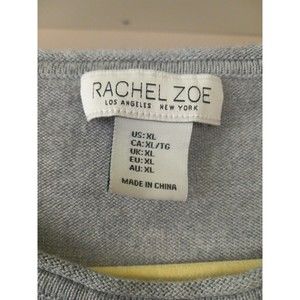 RACHEL ZOE
LOS ANGELES NEW YORK
US:XL
CA:XL/TG
UK:XL
EU:XL
AU:XL
MADE IN CHINA